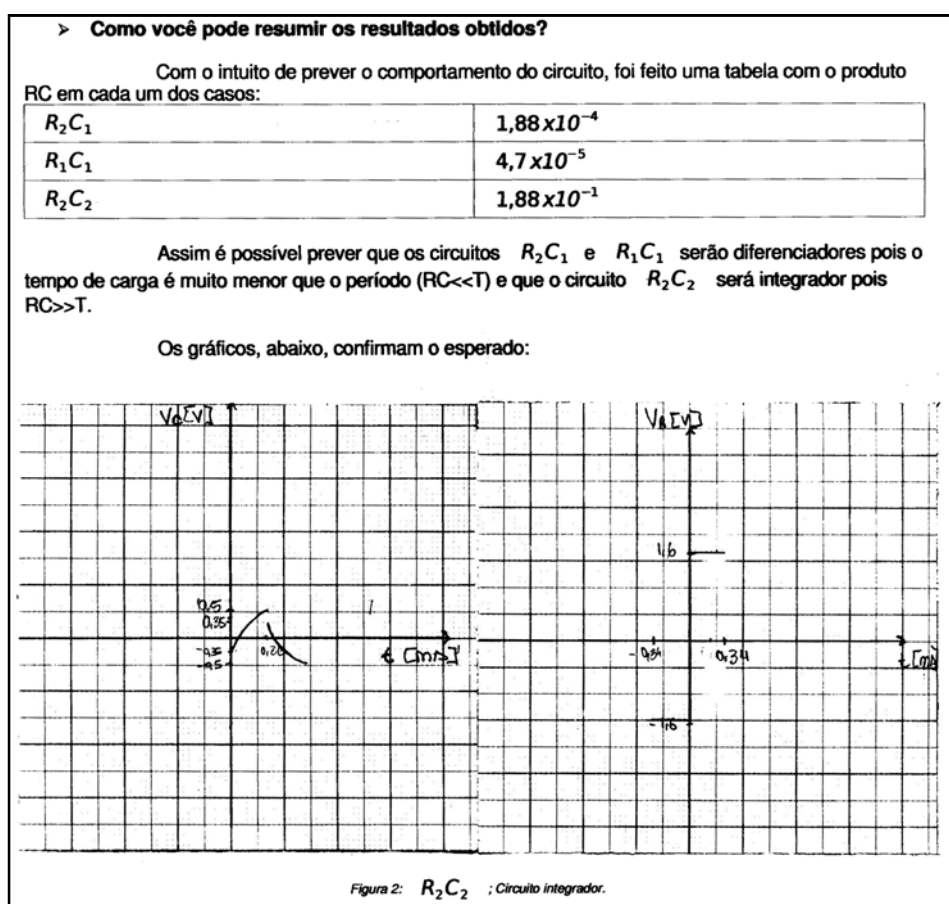 ➤ Como você pode resumir os resultados obtidos?
Com o intuito de prever o comportamento do circuito, foi feito uma tabela com o produto
RC em cada um dos casos:
R₂C₁ 1,88x10⁻⁴
R₁C₁ 4,7x10⁻⁵
R₂C₂ 1,88x10⁻¹
Assim é possível prever que os circuitos R₂C₁ e R₁C₁ serão diferenciadores pois o
tempo de carga é muito menor que o período (RC<<T) e que o circuito R₂C₂ será integrador pois
RC>>T.
Os gráficos, abaixo, confirmam o esperado:
Vc[V]
0,5
0,35
-0,35
-0,5
t [ms]
VR[V]
1,6
-0,34
0,34
t [ms]
-1,6
Figura 2: R₂C₂ ; Circuito integrador.